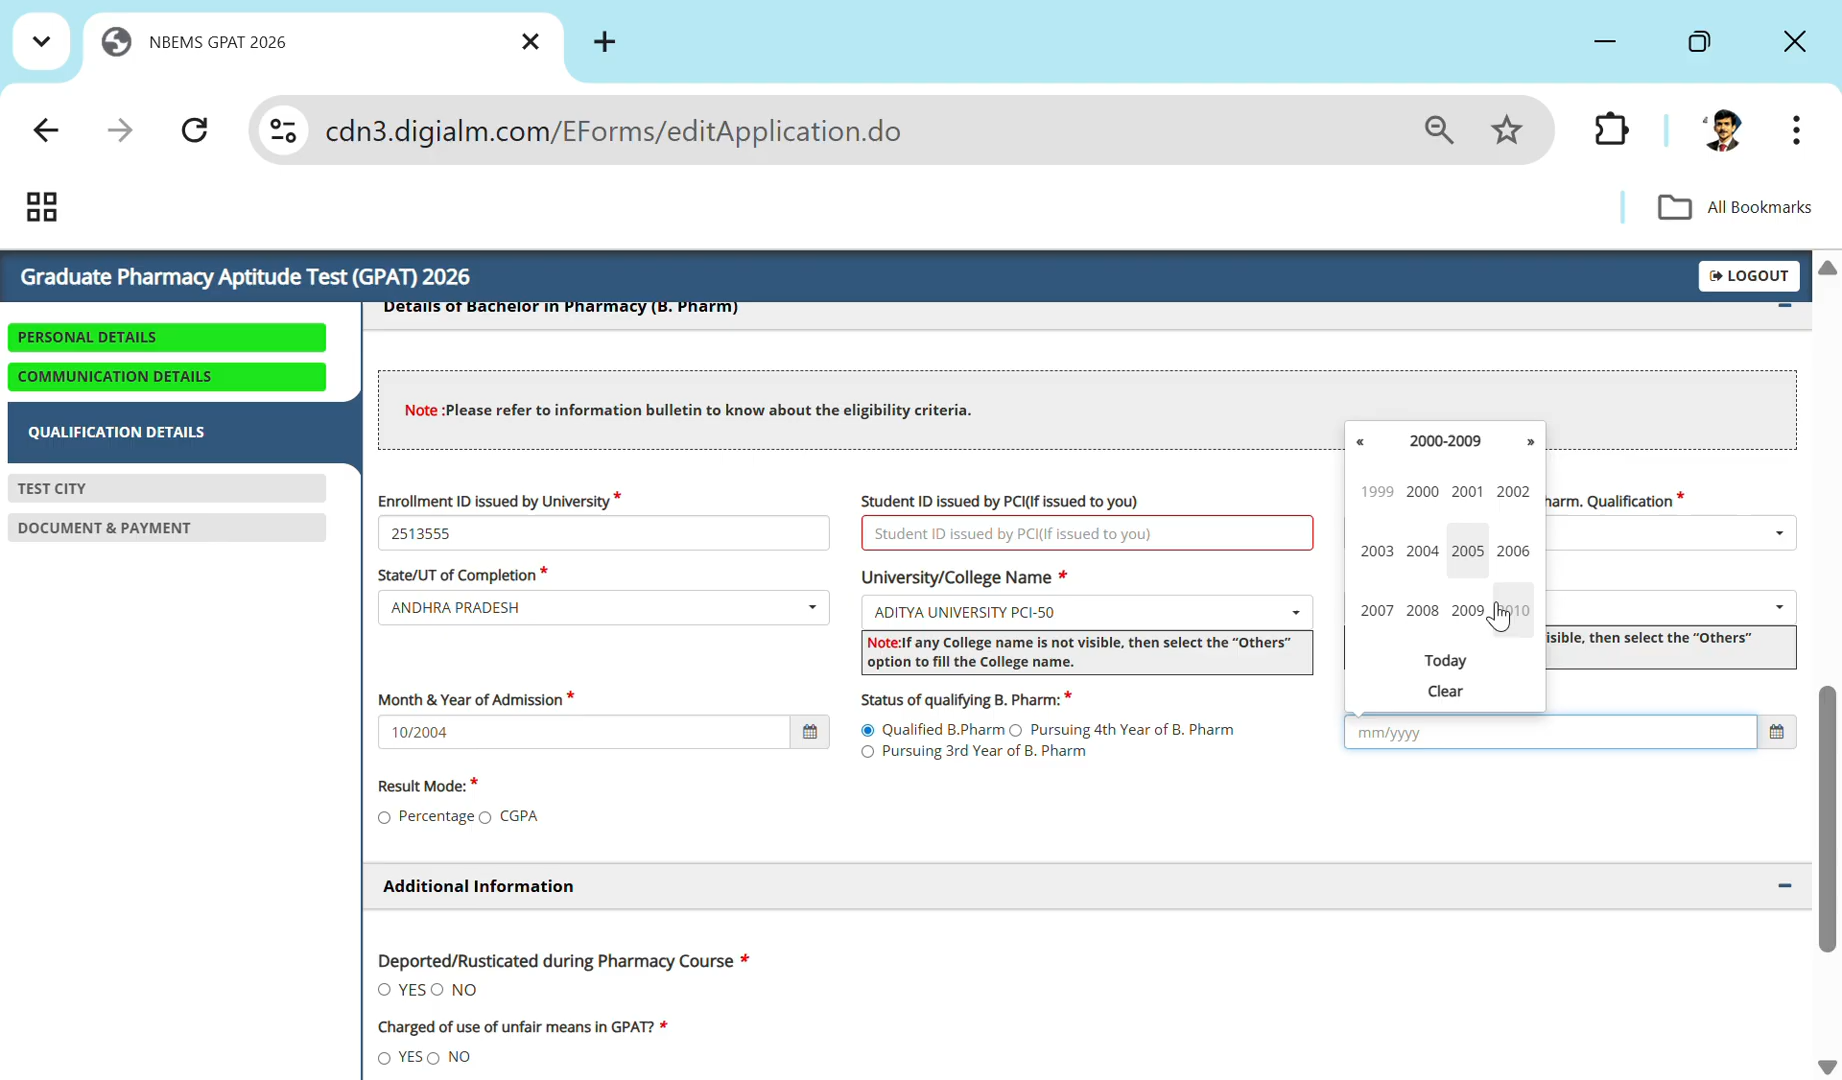 NBEMS GPAT 2026
cdn3.digialm.com/EForms/editApplication.do
All Bookmarks
Graduate Pharmacy Aptitude Test (GPAT) 2026
LOGOUT
PERSONAL DETAILS
COMMUNICATION DETAILS
QUALIFICATION DETAILS
TEST CITY
DOCUMENT & PAYMENT
Details of Bachelor in Pharmacy (B. Pharm)
Note :Please refer to information bulletin to know about the eligibility criteria.
Enrollment ID issued by University *
2513555
Student ID issued by PCI(If issued to you)
Student ID issued by PCI(If issued to you)
Qualification *
State/UT of Completion *
ANDHRA PRADESH
University/College Name *
ADITYA UNIVERSITY PCI-50
Note:If any College name is not visible, then select the “Others”
option to fill the College name.
then select the “Others”
« 2000-2009 »
1999 2000 2001 2002
2003 2004 2005 2006
2007 2008 2009
Today
Clear
Month & Year of Admission *
10/2004
Status of qualifying B. Pharm: *
Qualified B.Pharm Pursuing 4th Year of B. Pharm
Pursuing 3rd Year of B. Pharm
mm/yyyy
Result Mode: *
Percentage CGPA
Additional Information
Deported/Rusticated during Pharmacy Course *
YES NO
Charged of use of unfair means in GPAT? *
YES NO